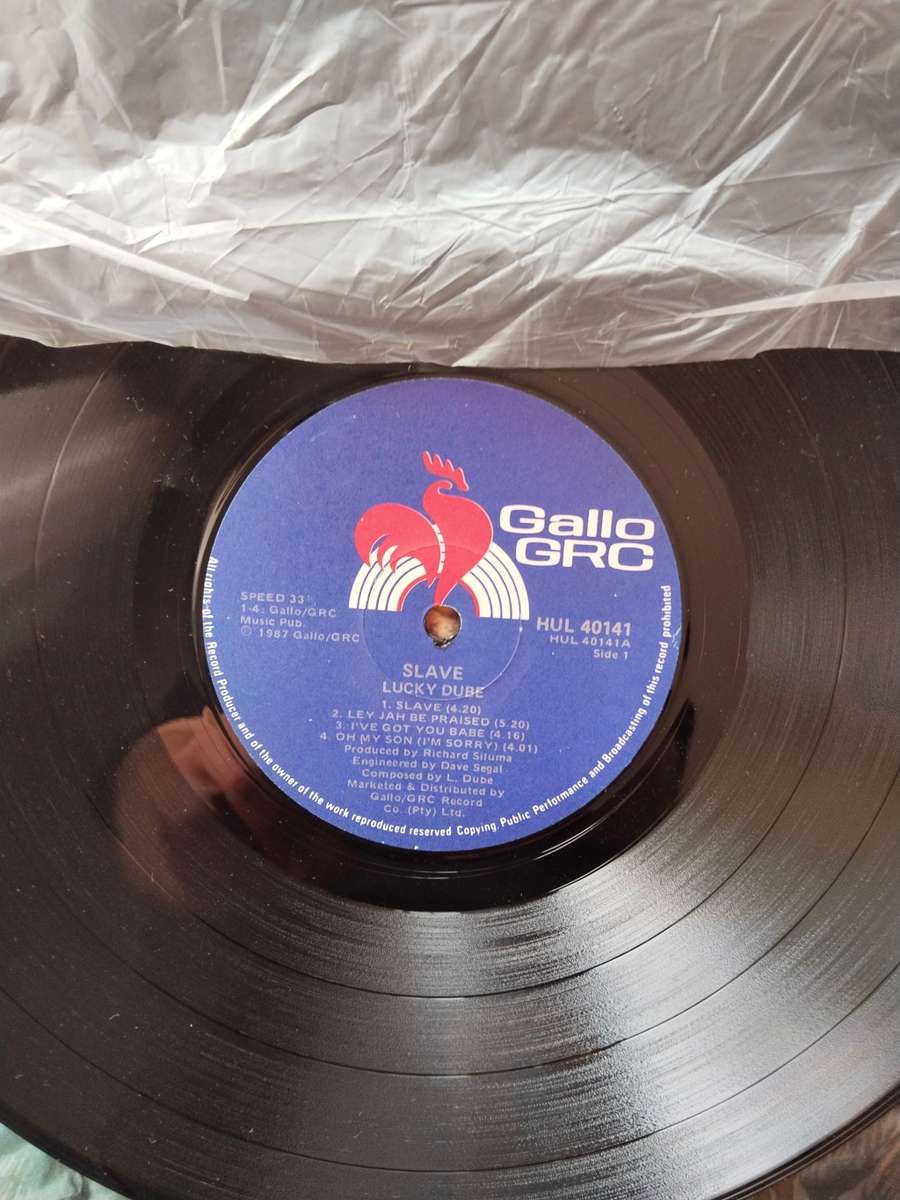 Gallo
GRC
SPEED 33⅓
1-4: Gallo/GRC
Music Pub.
© 1987 Gallo/GRC
HUL 40141
HUL 40141A
Side 1
SLAVE
LUCKY DUBE
1. SLAVE (4.20)
2. LEY JAH BE PRAISED (5.20)
3. I'VE GOT YOU BABE (4.16)
4. OH MY SON (I'M SORRY) (4.01)
Produced by Richard Siluma
Engineered by Dave Segal
Composed by L. Dube
Marketed & Distributed by
Gallo/GRC Record
Co. (Pty) Ltd.
All rights of the Record Producer and of the owner of the work reproduced reserved Copying, Public Performance and Broadcasting of this record prohibited